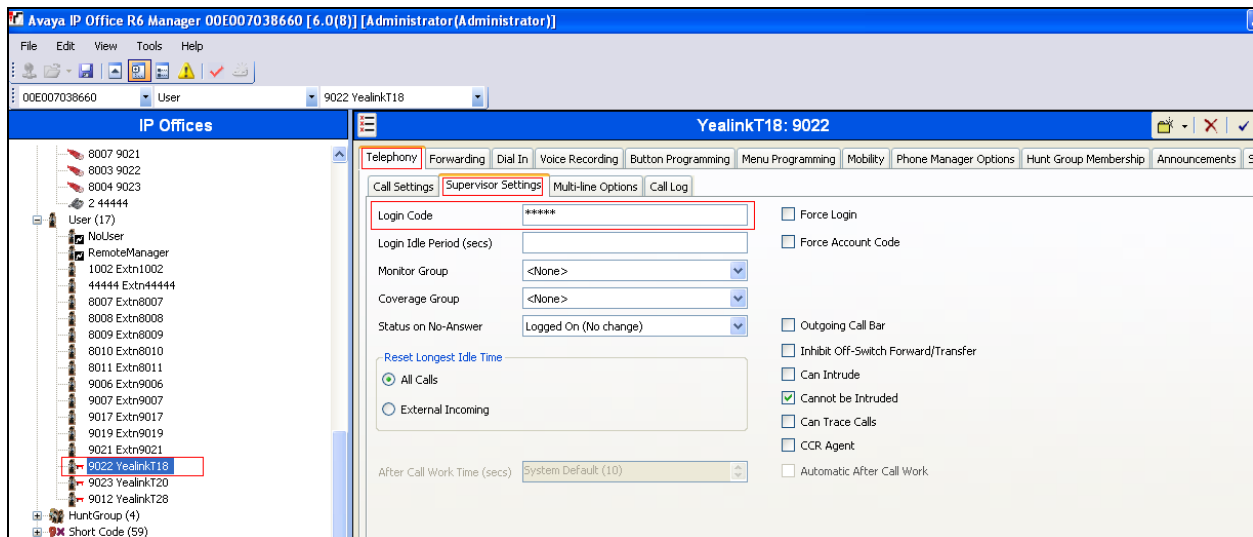 Avaya IP Office R6 Manager 00E007038660 [6.0(8)] [Administrator(Administrator)]
File Edit View Tools Help
00E007038660 User 9022 YealinkT18
IP Offices
8007 9021
8003 9022
8004 9023
2 44444
User (17)
NoUser
RemoteManager
1002 Extn1002
44444 Extn44444
8007 Extn8007
8008 Extn8008
8009 Extn8009
8010 Extn8010
8011 Extn8011
9006 Extn9006
9007 Extn9007
9017 Extn9017
9019 Extn9019
9021 Extn9021
9022 YealinkT18
9023 YealinkT20
9012 YealinkT28
HuntGroup (4)
Short Code (59)
YealinkT18: 9022
Telephony Forwarding Dial In Voice Recording Button Programming Menu Programming Mobility Phone Manager Options Hunt Group Membership Announcements S
Call Settings Supervisor Settings Multi-line Options Call Log
Login Code *****
Login Idle Period (secs)
Monitor Group <None>
Coverage Group <None>
Status on No-Answer Logged On (No change)
Reset Longest Idle Time
All Calls
External Incoming
After Call Work Time (secs) System Default (10)
Force Login
Force Account Code
Outgoing Call Bar
Inhibit Off-Switch Forward/Transfer
Can Intrude
Cannot be Intruded
Can Trace Calls
CCR Agent
Automatic After Call Work